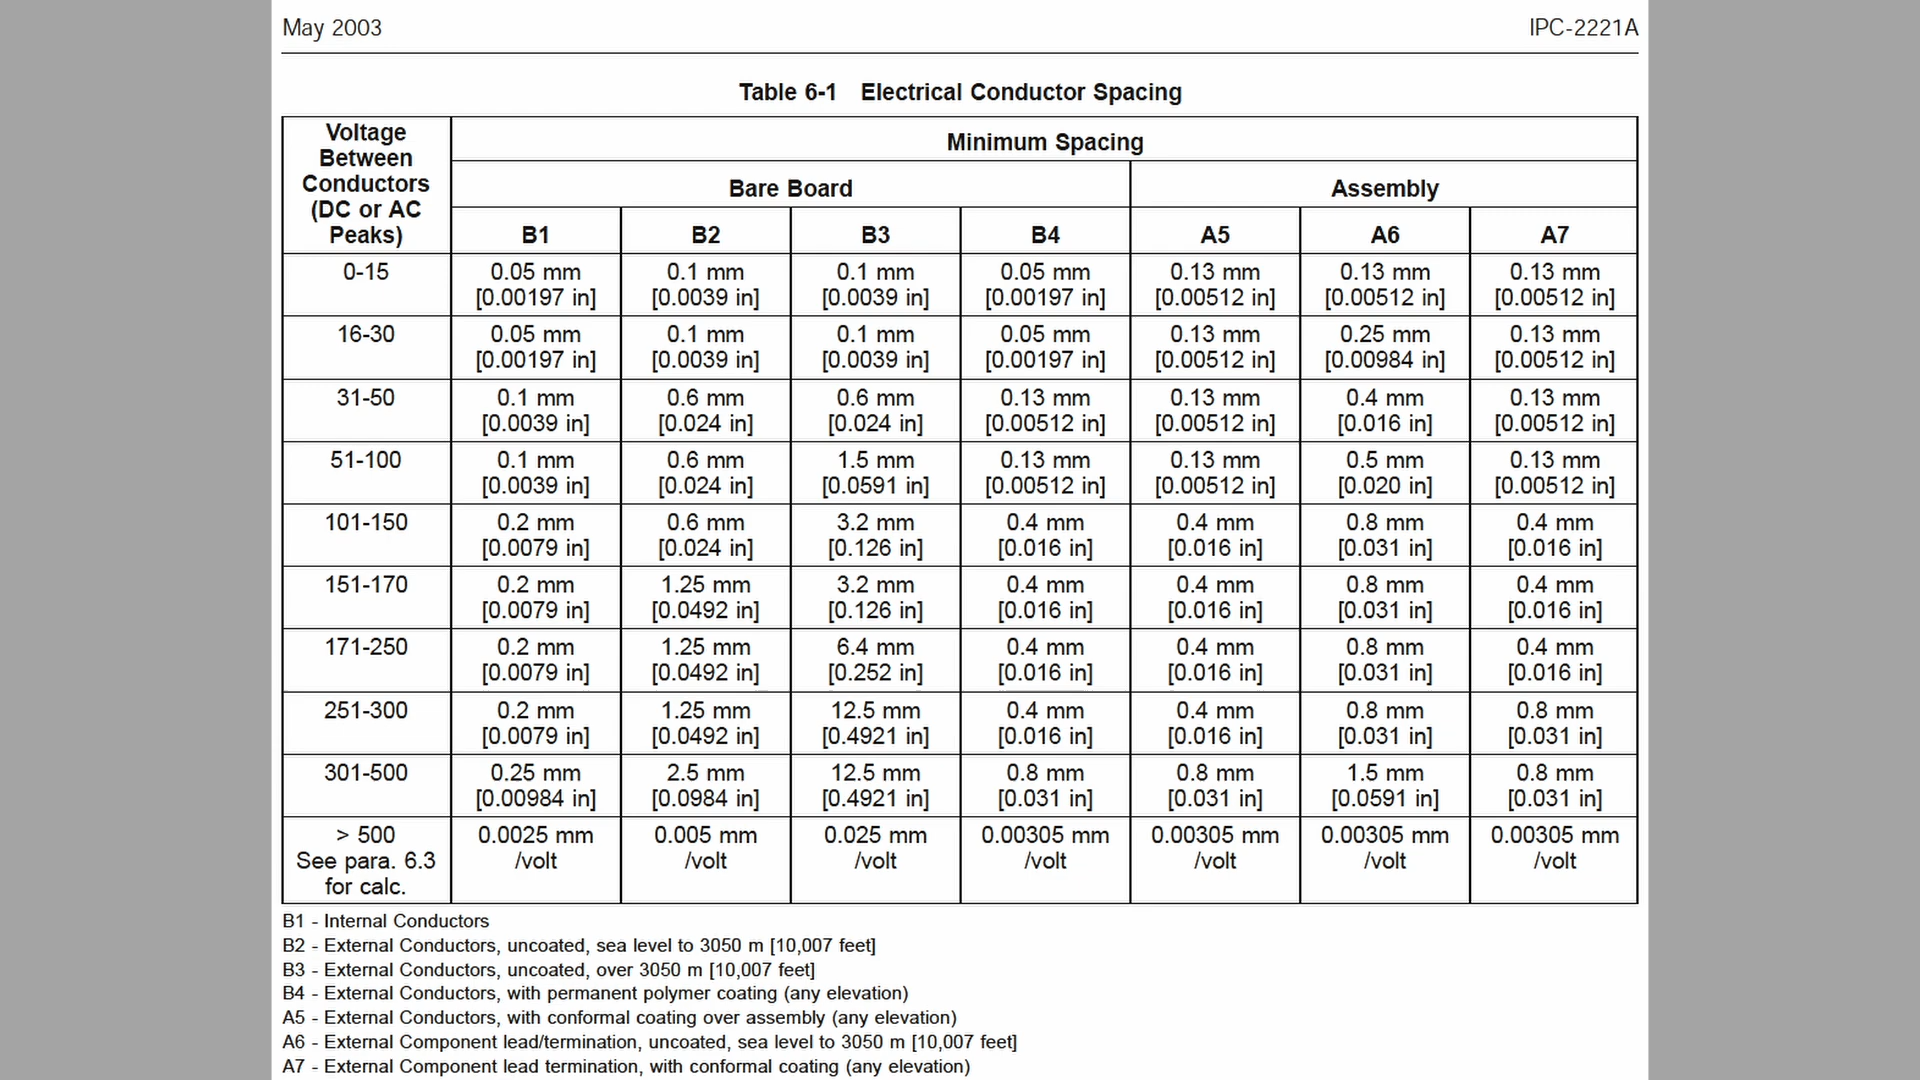 May 2003 IPC-2221A
Table 6-1 Electrical Conductor Spacing
Voltage Between Conductors (DC or AC Peaks) Minimum Spacing
Bare Board Assembly
B1 B2 B3 B4 A5 A6 A7
0-15 0.05 mm 0.1 mm 0.1 mm 0.05 mm 0.13 mm 0.13 mm 0.13 mm
[0.00197 in] [0.0039 in] [0.0039 in] [0.00197 in] [0.00512 in] [0.00512 in] [0.00512 in]
16-30 0.05 mm 0.1 mm 0.1 mm 0.05 mm 0.13 mm 0.25 mm 0.13 mm
[0.00197 in] [0.0039 in] [0.0039 in] [0.00197 in] [0.00512 in] [0.00984 in] [0.00512 in]
31-50 0.1 mm 0.6 mm 0.6 mm 0.13 mm 0.13 mm 0.4 mm 0.13 mm
[0.0039 in] [0.024 in] [0.024 in] [0.00512 in] [0.00512 in] [0.016 in] [0.00512 in]
51-100 0.1 mm 0.6 mm 1.5 mm 0.13 mm 0.13 mm 0.5 mm 0.13 mm
[0.0039 in] [0.024 in] [0.0591 in] [0.00512 in] [0.00512 in] [0.020 in] [0.00512 in]
101-150 0.2 mm 0.6 mm 3.2 mm 0.4 mm 0.4 mm 0.8 mm 0.4 mm
[0.0079 in] [0.024 in] [0.126 in] [0.016 in] [0.016 in] [0.031 in] [0.016 in]
151-170 0.2 mm 1.25 mm 3.2 mm 0.4 mm 0.4 mm 0.8 mm 0.4 mm
[0.0079 in] [0.0492 in] [0.126 in] [0.016 in] [0.016 in] [0.031 in] [0.016 in]
171-250 0.2 mm 1.25 mm 6.4 mm 0.4 mm 0.4 mm 0.8 mm 0.4 mm
[0.0079 in] [0.0492 in] [0.252 in] [0.016 in] [0.016 in] [0.031 in] [0.016 in]
251-300 0.2 mm 1.25 mm 12.5 mm 0.4 mm 0.4 mm 0.8 mm 0.8 mm
[0.0079 in] [0.0492 in] [0.4921 in] [0.016 in] [0.016 in] [0.031 in] [0.031 in]
301-500 0.25 mm 2.5 mm 12.5 mm 0.8 mm 0.8 mm 1.5 mm 0.8 mm
[0.00984 in] [0.0984 in] [0.4921 in] [0.031 in] [0.031 in] [0.0591 in] [0.031 in]
> 500 0.0025 mm 0.005 mm 0.025 mm 0.00305 mm 0.00305 mm 0.00305 mm 0.00305 mm
See para. 6.3 /volt /volt /volt /volt /volt /volt /volt
for calc.
B1 - Internal Conductors
B2 - External Conductors, uncoated, sea level to 3050 m [10,007 feet]
B3 - External Conductors, uncoated, over 3050 m [10,007 feet]
B4 - External Conductors, with permanent polymer coating (any elevation)
A5 - External Conductors, with conformal coating over assembly (any elevation)
A6 - External Component lead/termination, uncoated, sea level to 3050 m [10,007 feet]
A7 - External Component lead termination, with conformal coating (any elevation)